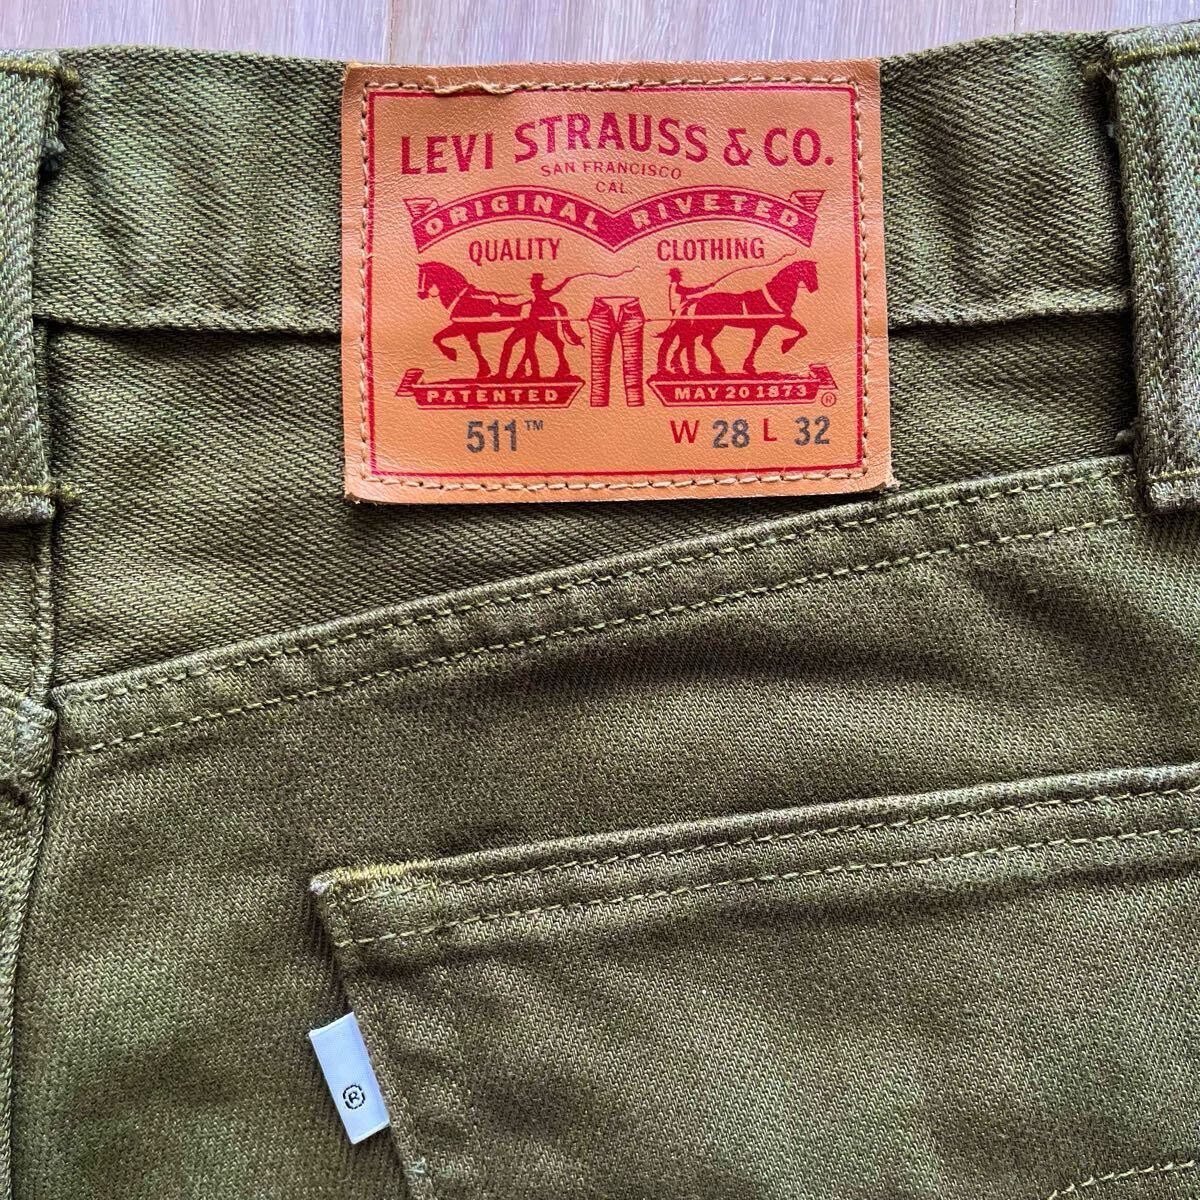 LEVI STRAUSS & CO.
SAN FRANCISCO
CAL.
ORIGINAL RIVETED
QUALITY CLOTHING
PATENTED MAY 20 1873 ®
511™ W 28 L 32
®